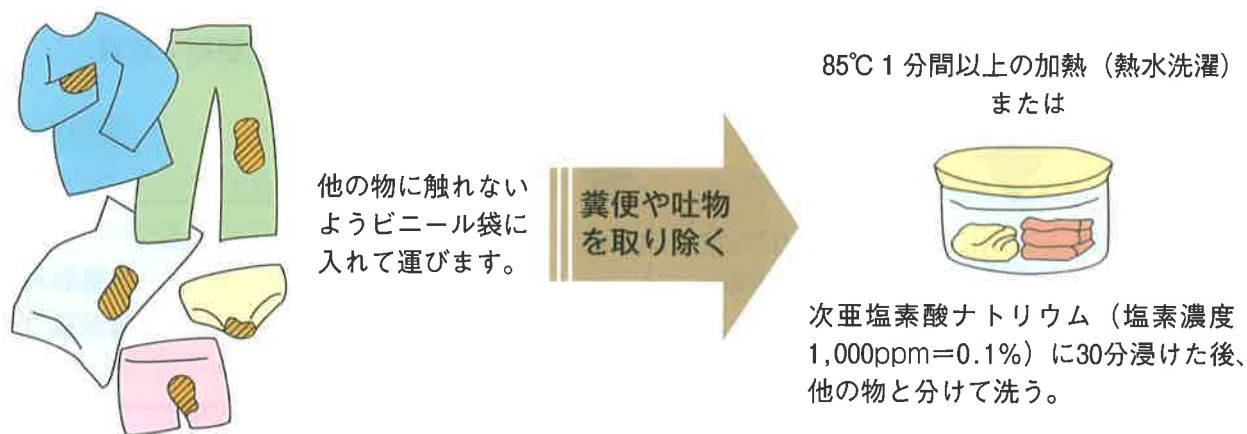 他の物に触れない
ようビニール袋に
入れて運びます。
糞便や吐物
を取り除く
85℃ 1 分間以上の加熱（熱水洗濯）
または
次亜塩素酸ナトリウム（塩素濃度
1,000ppm＝0.1%）に30分浸けた後、
他の物と分けて洗う。